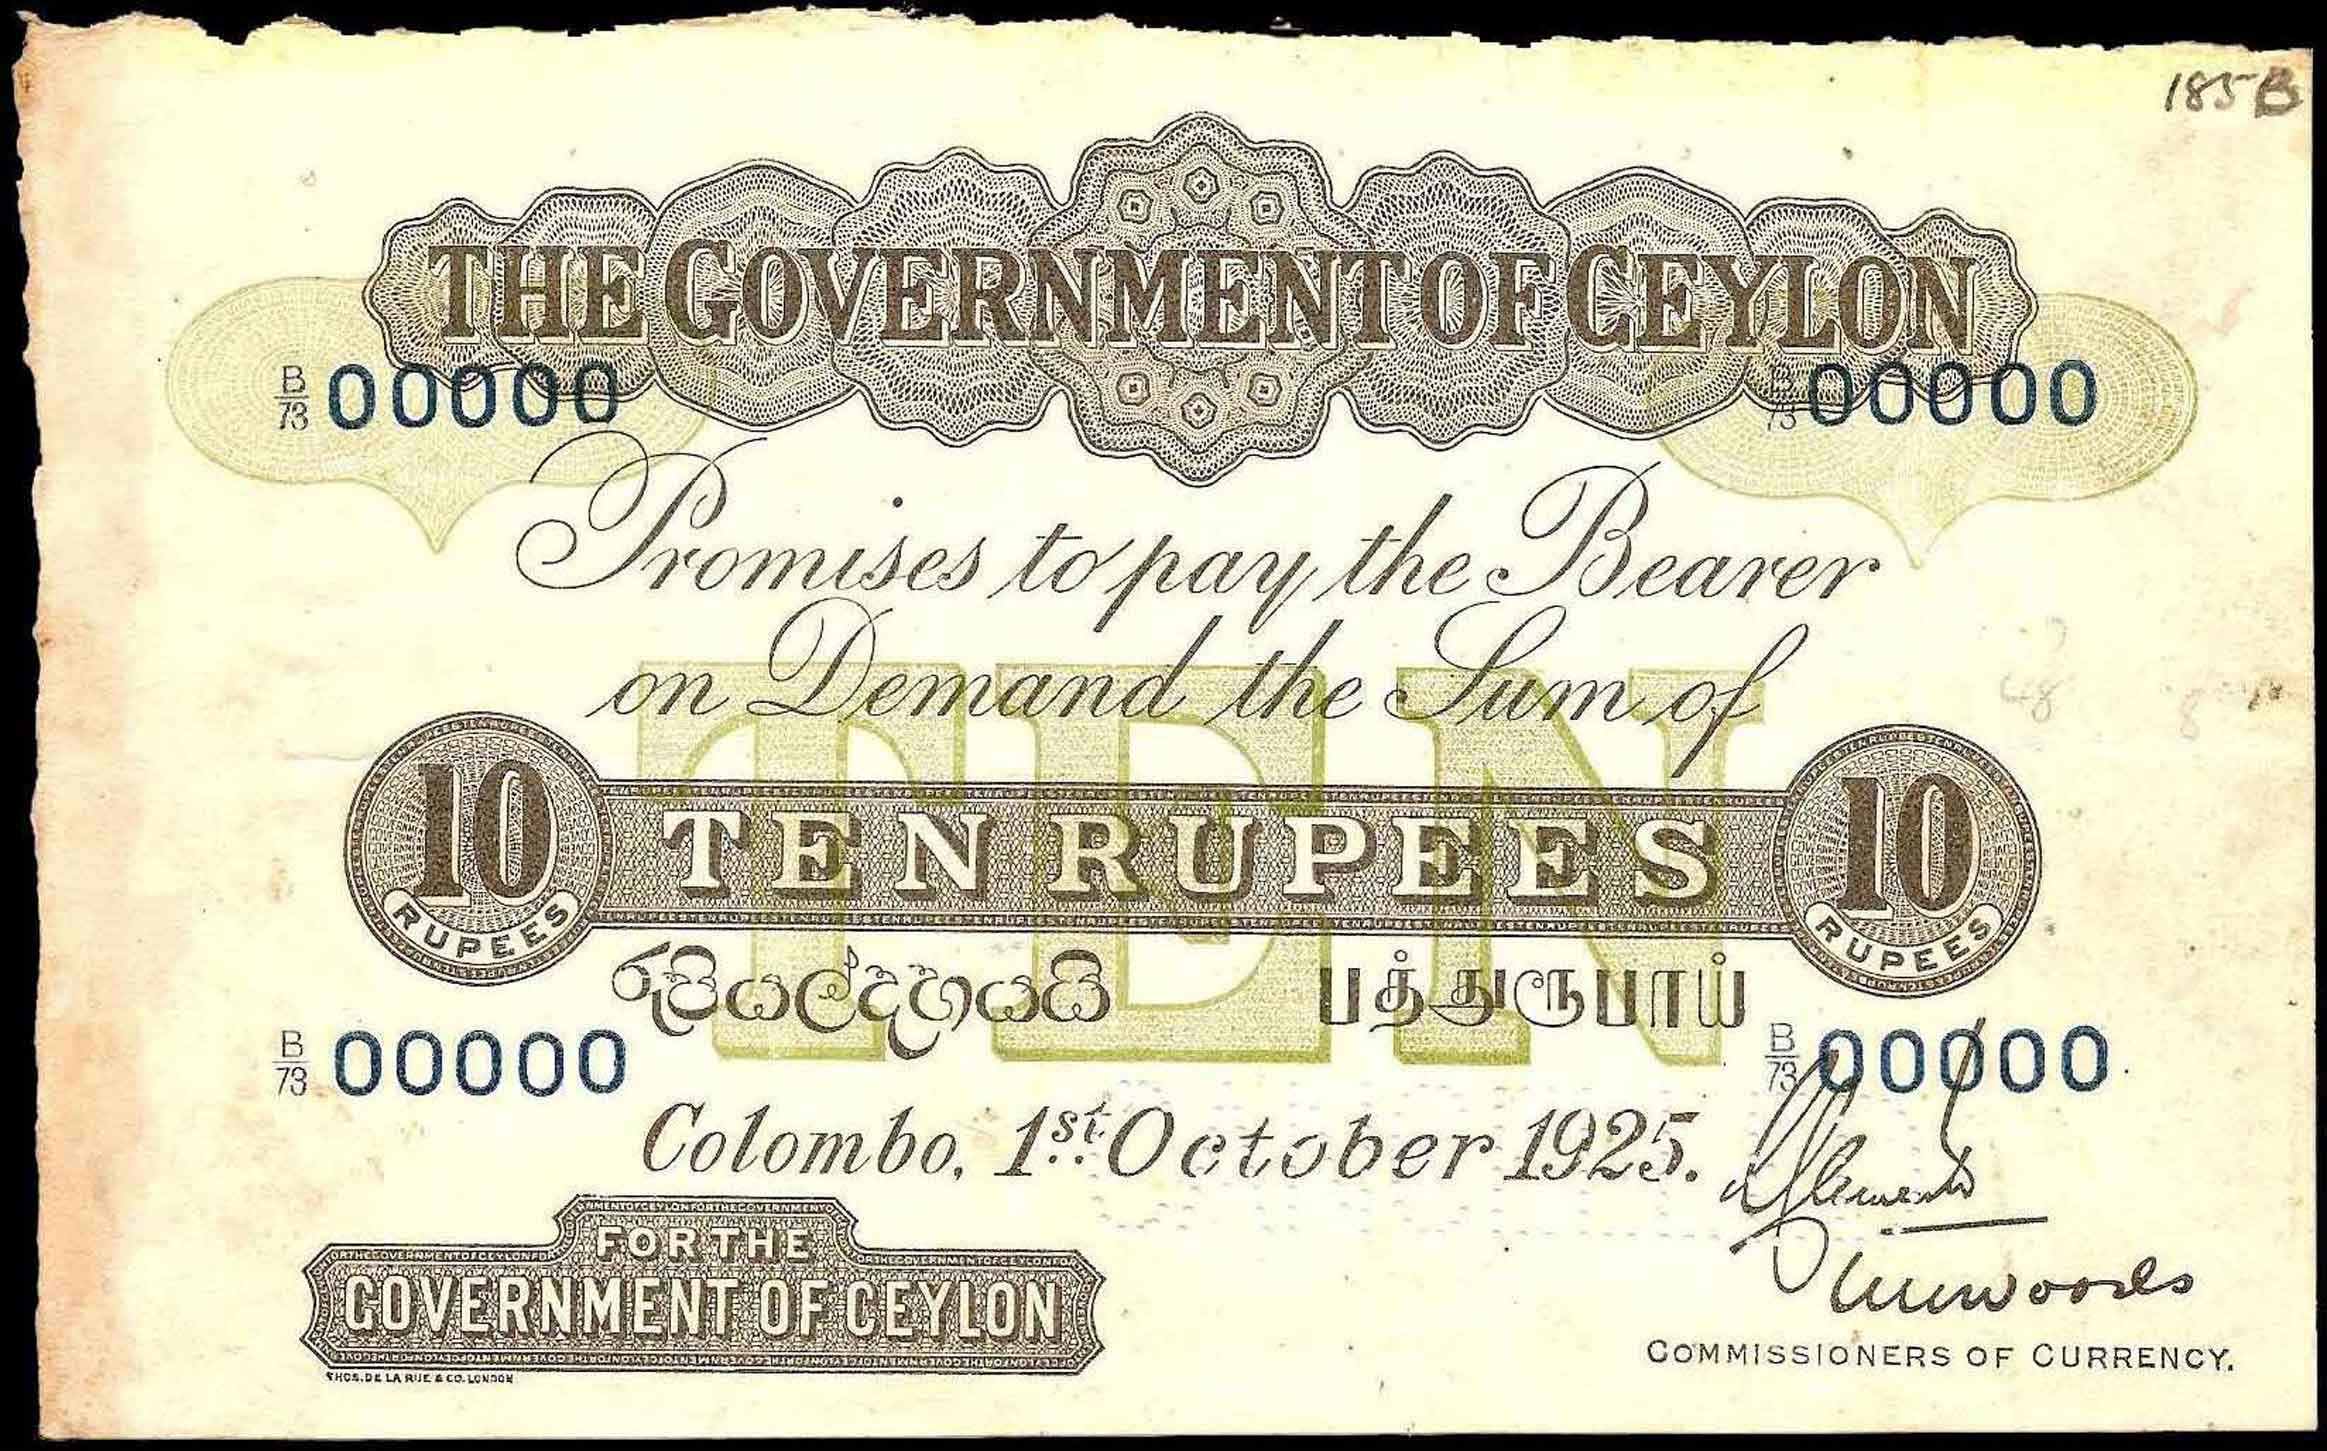 185B
THE GOVERNMENT OF CEYLON
B/73 00000 B/73 00000
Promises to pay the Bearer
on Demand the Sum of
TEN
10 RUPEES TEN RUPEES 10 RUPEES
රුපියල්දහයයි பத்துரூபாய்
B/73 00000 B/73 00000
Colombo, 1st. October 1925.
FOR THE
GOVERNMENT OF CEYLON
THOS. DE LA RUE & CO. LONDON
COMMISSIONERS OF CURRENCY.